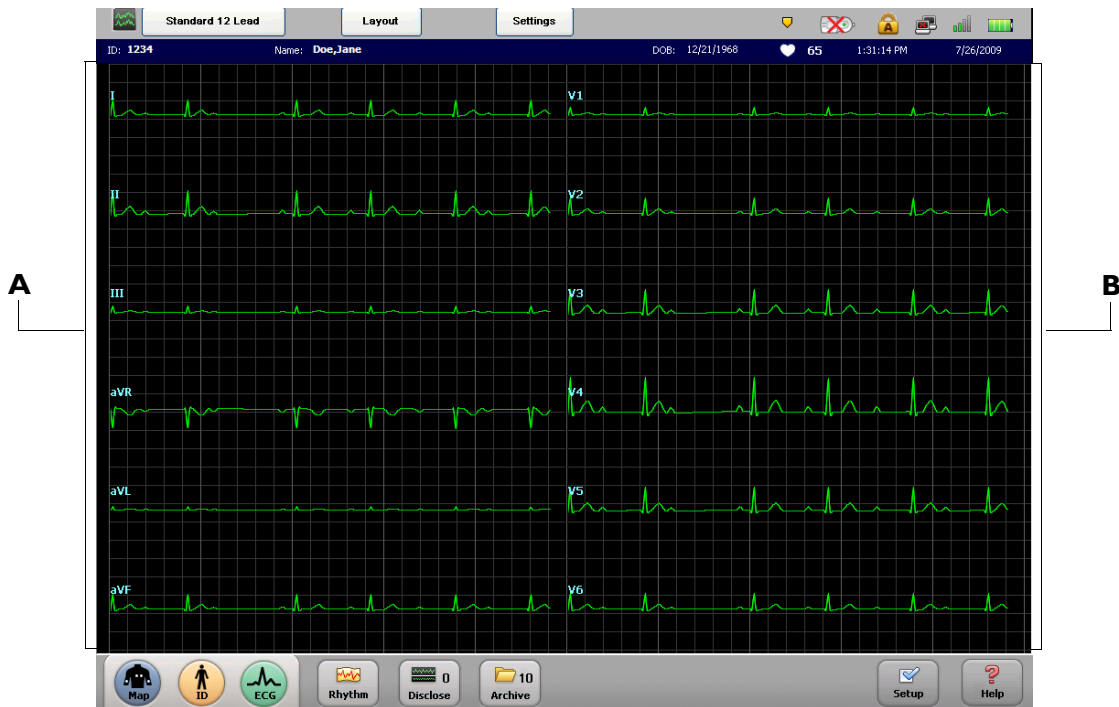 Standard 12 Lead Layout Settings A
ID: 1234 Name: Doe,Jane DOB: 12/21/1968 65 1:31:14 PM 7/26/2009
I V1
II V2
A B
III V3
aVR V4
aVL V5
aVF V6
Map ID ECG Rhythm 0 Disclose 10 Archive Setup ? Help